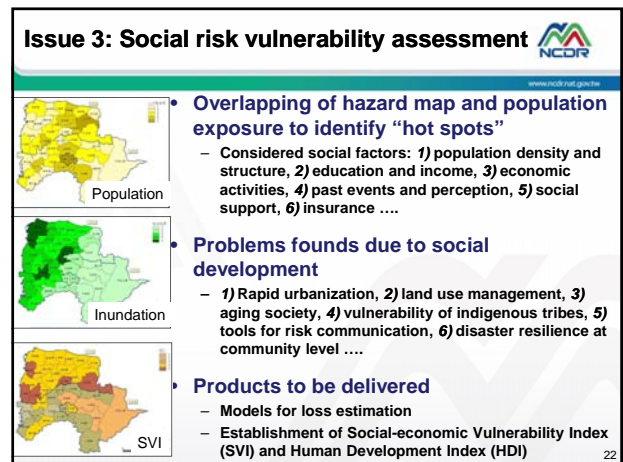 Issue 3: Social risk vulnerability assessment
NCDR
www.ncdr.nat.gov.tw
• Overlapping of hazard map and population
exposure to identify “hot spots”
– Considered social factors: 1) population density and
structure, 2) education and income, 3) economic
activities, 4) past events and perception, 5) social
support, 6) insurance ….
Population
• Problems founds due to social
development
– 1) Rapid urbanization, 2) land use management, 3)
aging society, 4) vulnerability of indigenous tribes, 5)
tools for risk communication, 6) disaster resilience at
community level ….
Inundation
• Products to be delivered
– Models for loss estimation
– Establishment of Social-economic Vulnerability Index
(SVI) and Human Development Index (HDI)
SVI
22